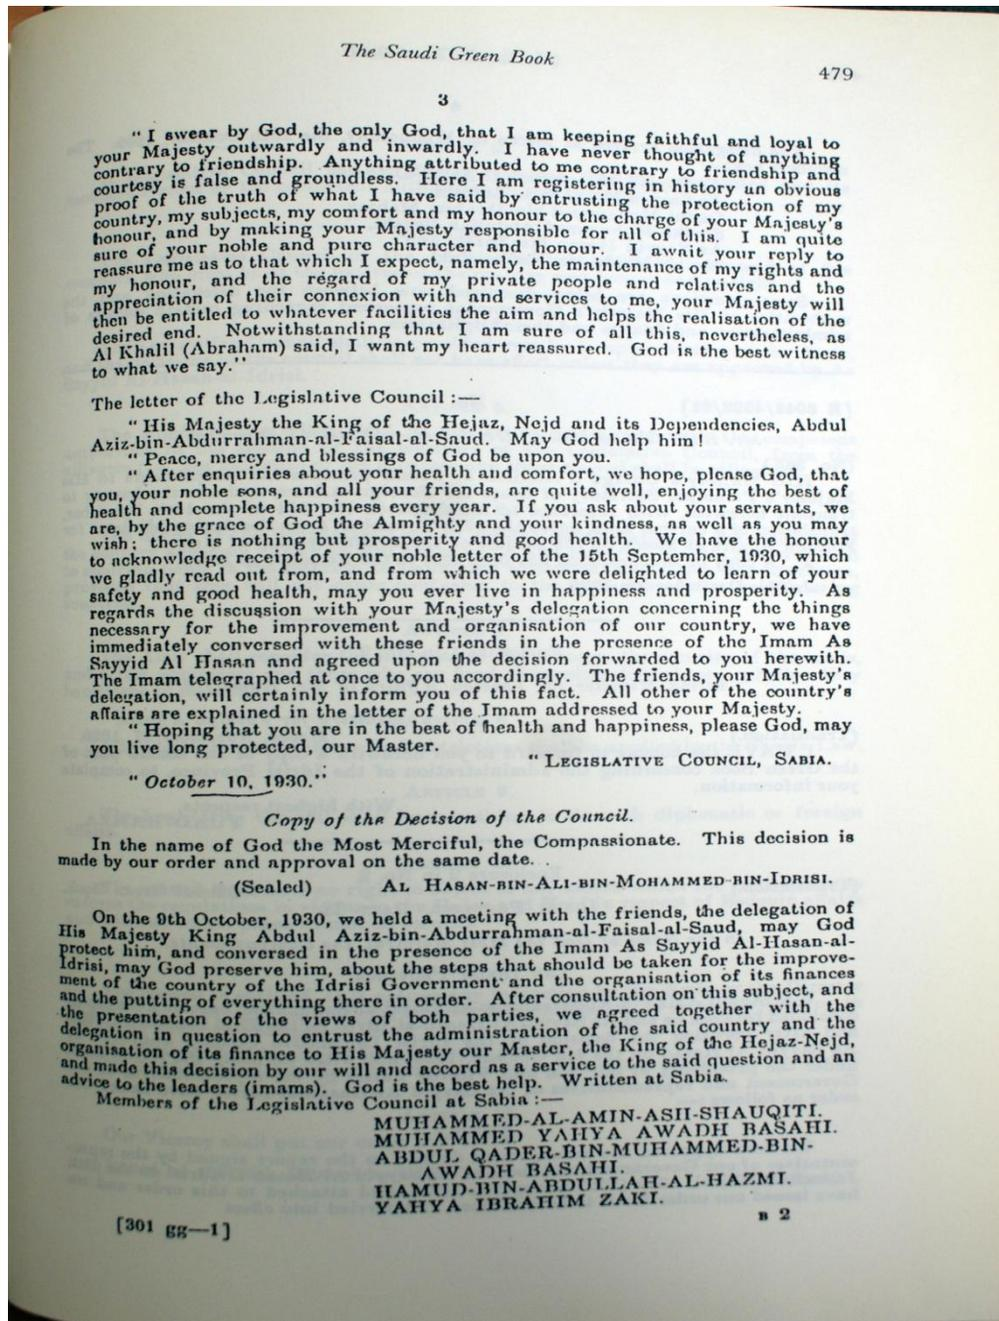 The Saudi Green Book
479
3
" I swear by God, the only God, that I am keeping faithful and loyal to
your Majesty outwardly and inwardly. I have never thought of anything
contrary to friendship. Anything attributed to me contrary to friendship and
courtesy is false and groundless. Here I am registering in history an obvious
proof of the truth of what I have said by entrusting the protection of my
country, my subjects, my comfort and my honour to the charge of your Majesty's
honour, and by making your Majesty responsible for all of this. I am quite
sure of your noble and pure character and honour. I await your reply to
reassure me as to that which I expect, namely, the maintenance of my rights and
my honour, and the regard of my private people and relatives and the
appreciation of their connexion with and services to me, your Majesty will
then be entitled to whatever facilities the aim and helps the realisation of the
desired end. Notwithstanding that I am sure of all this, nevertheless, as
Al Khalil (Abraham) said, I want my heart reassured. God is the best witness
to what we say."
The letter of the Legislative Council :—
" His Majesty the King of the Hejaz, Nejd and its Dependencies, Abdul
Aziz-bin-Abdurrahman-al-Faisal-al-Saud. May God help him!
" Peace, mercy and blessings of God be upon you.
" After enquiries about your health and comfort, we hope, please God, that
you, your noble sons, and all your friends, are quite well, enjoying the best of
health and complete happiness every year. If you ask about your servants, we
are, by the grace of God the Almighty and your kindness, as well as you may
wish; there is nothing but prosperity and good health. We have the honour
to acknowledge receipt of your noble letter of the 15th September, 1930, which
we gladly read out from, and from which we were delighted to learn of your
safety and good health, may you ever live in happiness and prosperity. As
regards the discussion with your Majesty's delegation concerning the things
necessary for the improvement and organisation of our country, we have
immediately conversed with these friends in the presence of the Imam As
Sayyid Al Hasan and agreed upon the decision forwarded to you herewith.
The Imam telegraphed at once to you accordingly. The friends, your Majesty's
delegation, will certainly inform you of this fact. All other of the country's
affairs are explained in the letter of the Imam addressed to your Majesty.
" Hoping that you are in the best of health and happiness, please God, may
you live long protected, our Master.
" LEGISLATIVE COUNCIL, SABIA.
" October 10, 1930."
Copy of the Decision of the Council.
In the name of God the Most Merciful, the Compassionate. This decision is
made by our order and approval on the same date. .
(Sealed) AL HASAN-BIN-ALI-BIN-MOHAMMED-BIN-IDRISI.
On the 9th October, 1930, we held a meeting with the friends, the delegation of
His Majesty King Abdul Aziz-bin-Abdurrahman-al-Faisal-al-Saud, may God
protect him, and conversed in the presence of the Imam As Sayyid Al-Hasan-al-
Idrisi, may God preserve him, about the steps that should be taken for the improve-
ment of the country of the Idrisi Government and the organisation of its finances
and the putting of everything there in order. After consultation on this subject, and
the presentation of the views of both parties, we agreed together with the
delegation in question to entrust the administration of the said country and the
organisation of its finance to His Majesty our Master, the King of the Hejaz-Nejd,
and made this decision by our will and accord as a service to the said question and an
advice to the leaders (imams). God is the best help. Written at Sabia.
Members of the Legislative Council at Sabia :—
MUHAMMED-AL-AMIN-ASH-SHAUQITI.
MUHAMMED YAHYA AWADH BASAHI.
ABDUL QADER-BIN-MUHAMMED-BIN-
AWADH BASAHI.
HAMUD-BIN-ABDULLAH-AL-HAZMI.
YAHYA IBRAHIM ZAKI.
[301 gg—1]
B 2